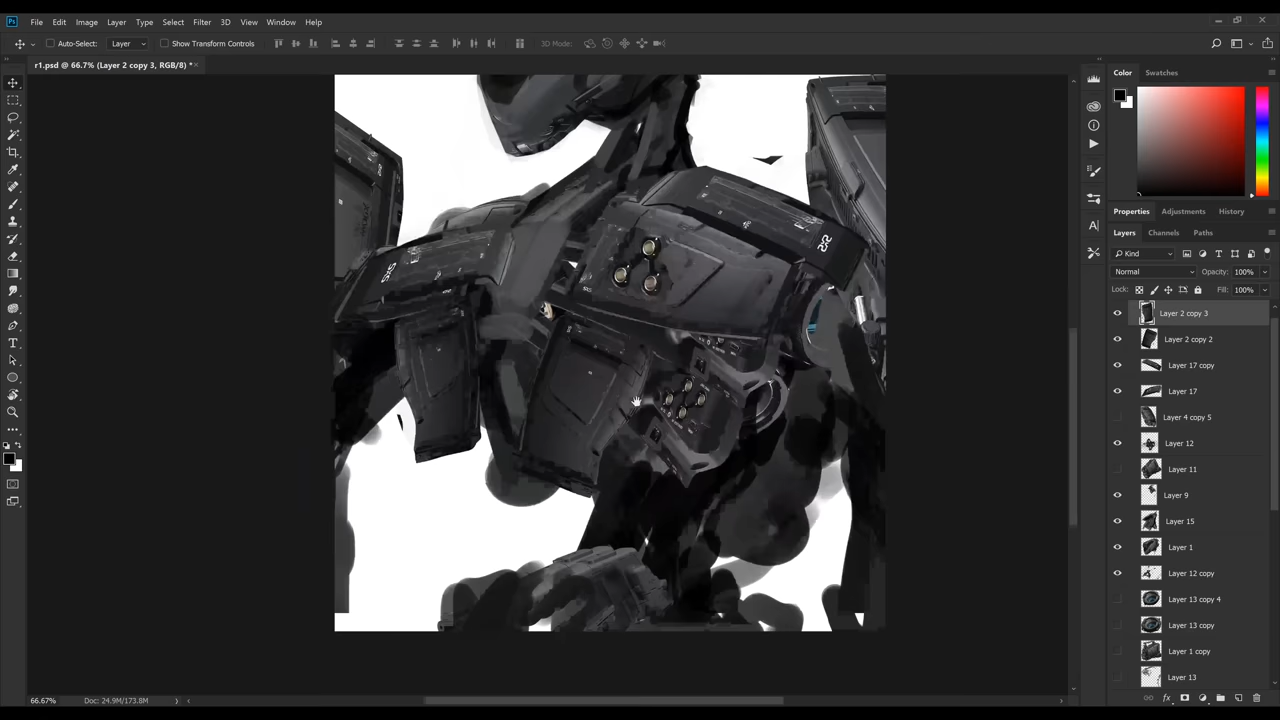 Ps File Edit Image Layer Type Select Filter 3D View Window Help
Auto-Select: Layer Show Transform Controls 3D Mode:
r1.psd @ 66.7% (Layer 2 copy 3, RGB/8) *
Color Swatches
Properties Adjustments History
Layers Channels Paths
Kind
Normal Opacity: 100%
Lock: Fill: 100%
Layer 2 copy 3
Layer 2 copy 2
Layer 17 copy
Layer 17
Layer 4 copy 5
Layer 12
Layer 11
Layer 9
Layer 15
Layer 1
Layer 12 copy
Layer 13 copy 4
Layer 13 copy
Layer 1 copy
Layer 13
fx
66.67% Doc: 24.9M/173.8M